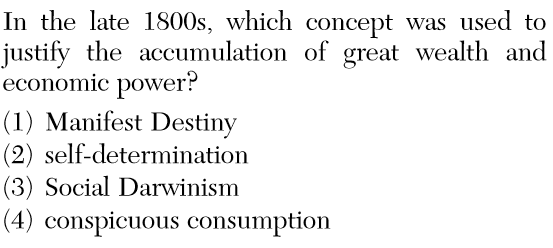 In the late 1800s, which concept was used to
justify the accumulation of great wealth and
economic power?
(1) Manifest Destiny
(2) self-determination
(3) Social Darwinism
(4) conspicuous consumption